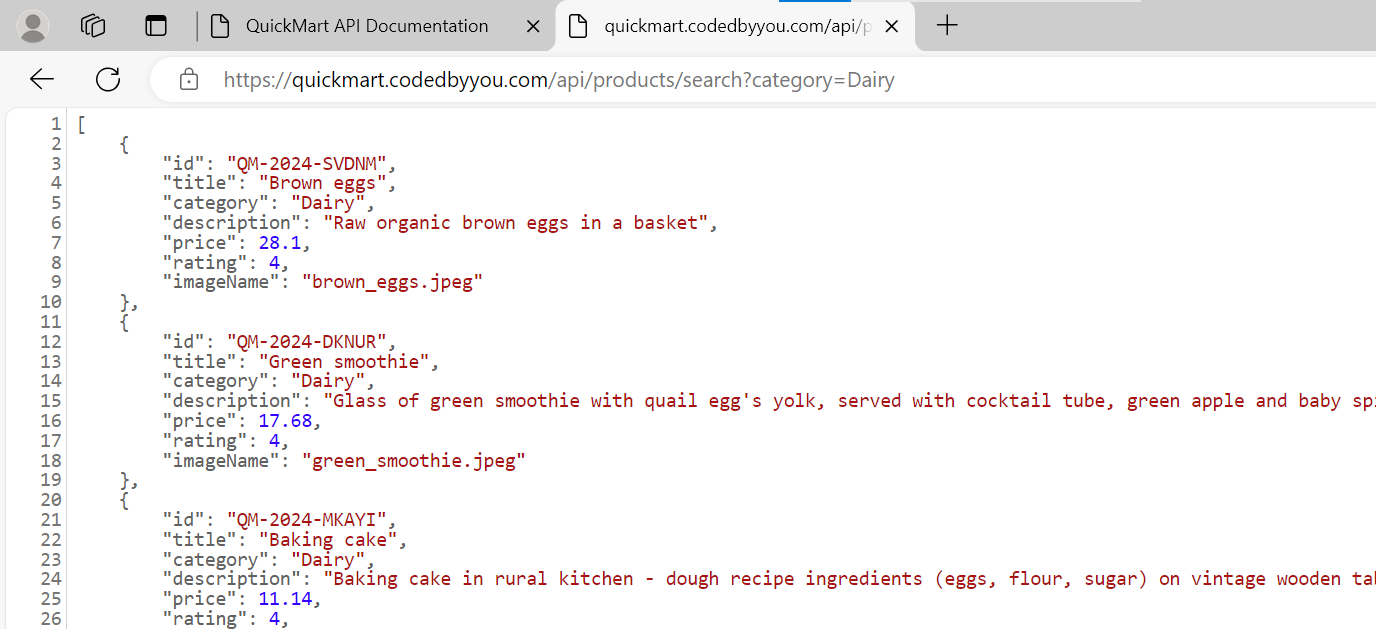 QuickMart API Documentation
quickmart.codedbyyou.com/api/p
https://quickmart.codedbyyou.com/api/products/search?category=Dairy
1 [
2 {
3 "id": "QM-2024-SVDNM",
4 "title": "Brown eggs",
5 "category": "Dairy",
6 "description": "Raw organic brown eggs in a basket",
7 "price": 28.1,
8 "rating": 4,
9 "imageName": "brown_eggs.jpeg"
10 },
11 {
12 "id": "QM-2024-DKNUR",
13 "title": "Green smoothie",
14 "category": "Dairy",
15 "description": "Glass of green smoothie with quail egg's yolk, served with cocktail tube, green apple and baby sp
16 "price": 17.68,
17 "rating": 4,
18 "imageName": "green_smoothie.jpeg"
19 },
20 {
21 "id": "QM-2024-MKAYI",
22 "title": "Baking cake",
23 "category": "Dairy",
24 "description": "Baking cake in rural kitchen - dough recipe ingredients (eggs, flour, sugar) on vintage wooden ta
25 "price": 11.14,
26 "rating": 4,